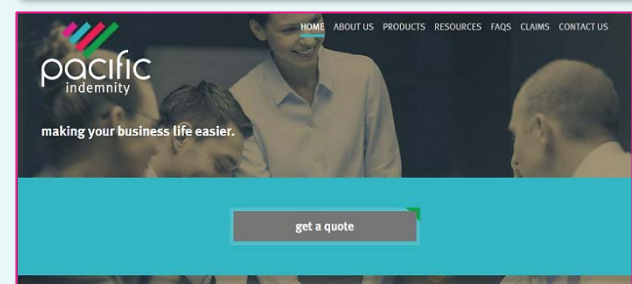 HOME ABOUT US PRODUCTS RESOURCES FAQS CLAIMS CONTACT US
pacific
indemnity
making your business life easier.
get a quote